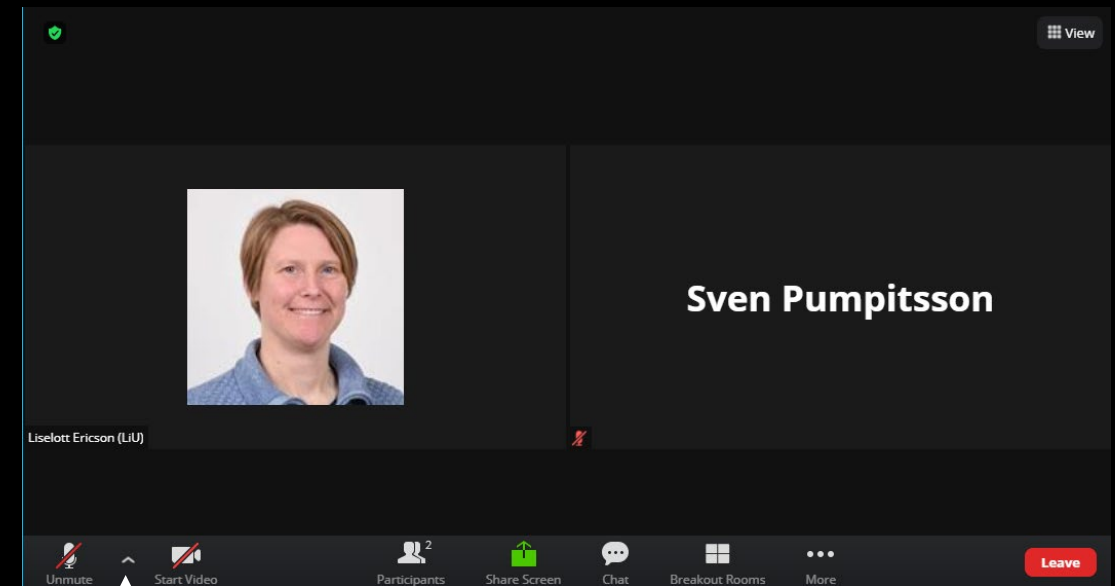 View
Sven Pumpitsson
Liselott Ericson (LiU)
2
Unmute
Start Video
Participants
Share Screen
Chat
Breakout Rooms
More
Leave